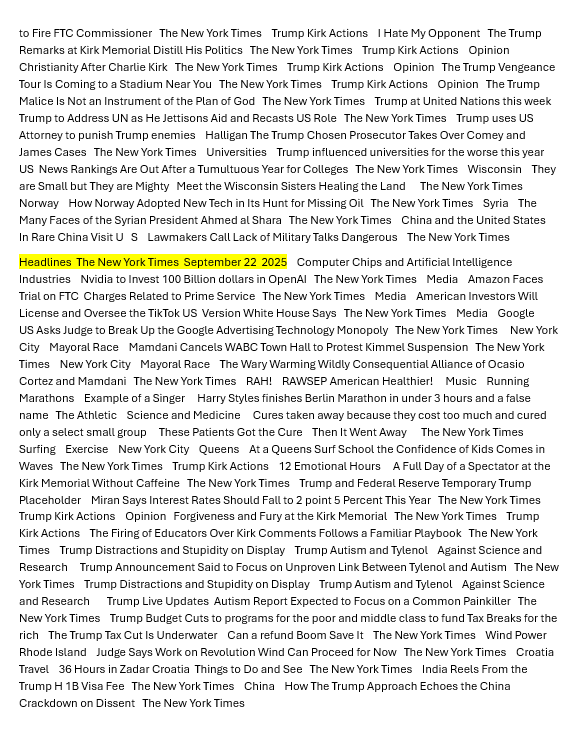 to Fire FTC Commissioner  The New York Times   Trump Kirk Actions   I Hate My Opponent  The Trump
Remarks at Kirk Memorial Distill His Politics  The New York Times   Trump Kirk Actions   Opinion
Christianity After Charlie Kirk  The New York Times   Trump Kirk Actions   Opinion  The Trump Vengeance
Tour Is Coming to a Stadium Near You  The New York Times   Trump Kirk Actions   Opinion  The Trump
Malice Is Not an Instrument of the Plan of God  The New York Times   Trump at United Nations this week
Trump to Address UN as He Jettisons Aid and Recasts US Role  The New York Times   Trump uses US
Attorney to punish Trump enemies   Halligan The Trump Chosen Prosecutor Takes Over Comey and
James Cases  The New York Times   Universities   Trump influenced universities for the worse this year
US  News Rankings Are Out After a Tumultuous Year for Colleges  The New York Times   Wisconsin   They
are Small but They are Mighty  Meet the Wisconsin Sisters Healing the Land    The New York Times
Norway   How Norway Adopted New Tech in Its Hunt for Missing Oil  The New York Times   Syria   The
Many Faces of the Syrian President Ahmed al Shara  The New York Times   China and the United States
In Rare China Visit U  S   Lawmakers Call Lack of Military Talks Dangerous   The New York Times
Headlines  The New York Times  September 22  2025   Computer Chips and Artificial Intelligence
Industries   Nvidia to Invest 100 Billion dollars in OpenAI  The New York Times   Media   Amazon Faces
Trial on FTC  Charges Related to Prime Service  The New York Times   Media   American Investors Will
License and Oversee the TikTok US  Version White House Says  The New York Times   Media   Google
US Asks Judge to Break Up the Google Advertising Technology Monopoly  The New York Times    New York
City   Mayoral Race   Mamdani Cancels WABC Town Hall to Protest Kimmel Suspension  The New York
Times   New York City   Mayoral Race   The Wary Warming Wildly Consequential Alliance of Ocasio
Cortez and Mamdani  The New York Times   RAH!   RAWSEP American Healthier!    Music   Running
Marathons   Example of a Singer    Harry Styles finishes Berlin Marathon in under 3 hours and a false
name  The Athletic   Science and Medicine    Cures taken away because they cost too much and cured
only a select small group    These Patients Got the Cure   Then It Went Away    The New York Times
Surfing   Exercise   New York City   Queens   At a Queens Surf School the Confidence of Kids Comes in
Waves  The New York Times   Trump Kirk Actions   12 Emotional Hours    A Full Day of a Spectator at the
Kirk Memorial Without Caffeine  The New York Times   Trump and Federal Reserve Temporary Trump
Placeholder   Miran Says Interest Rates Should Fall to 2 point 5 Percent This Year  The New York Times
Trump Kirk Actions   Opinion  Forgiveness and Fury at the Kirk Memorial  The New York Times   Trump
Kirk Actions   The Firing of Educators Over Kirk Comments Follows a Familiar Playbook  The New York
Times   Trump Distractions and Stupidity on Display   Trump Autism and Tylenol   Against Science and
Research    Trump Announcement Said to Focus on Unproven Link Between Tylenol and Autism  The New
York Times   Trump Distractions and Stupidity on Display   Trump Autism and Tylenol   Against Science
and Research     Trump Live Updates  Autism Report Expected to Focus on a Common Painkiller  The
New York Times   Trump Budget Cuts to programs for the poor and middle class to fund Tax Breaks for the
rich   The Trump Tax Cut Is Underwater   Can a refund Boom Save It   The New York Times   Wind Power
Rhode Island   Judge Says Work on Revolution Wind Can Proceed for Now  The New York Times   Croatia
Travel   36 Hours in Zadar Croatia  Things to Do and See  The New York Times   India Reels From the
Trump H 1B Visa Fee  The New York Times   China   How The Trump Approach Echoes the China
Crackdown on Dissent  The New York Times